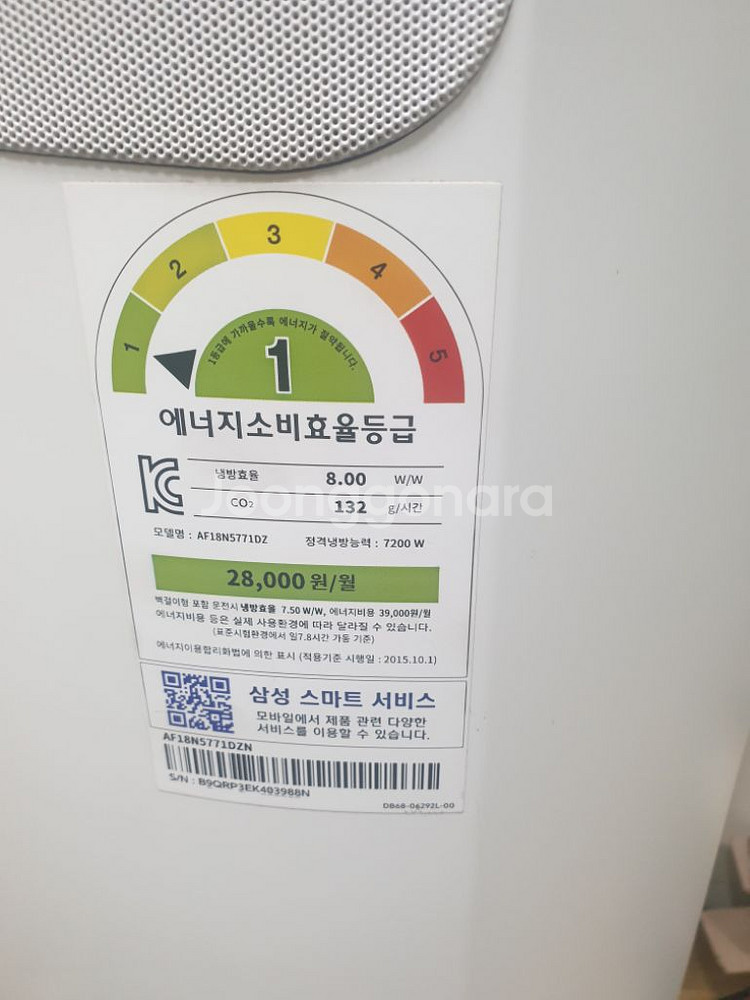 1
2
3
4
5
1등급에 가까울수록 에너지가 절약됩니다.
1
에너지소비효율등급
냉방효율 8.00 W/W
CO₂ 132 g/시간
Joonggonara
모델명 : AF18N5771DZ 정격냉방능력 : 7200 W
28,000 원/월
벽걸이형 포함 운전시 냉방효율 7.50 W/W, 에너지비용 39,000원/월
에너지비용 등은 실제 사용환경에 따라 달라질 수 있습니다.
(표준시험환경에서 일7.8시간 가동 기준)
에너지이용합리화법에 의한 표시 (적용기준 시행일 : 2015.10.1)
삼성 스마트 서비스
모바일에서 제품 관련 다양한
서비스를 이용할 수 있습니다.
AF18N5771DZN
S/N : B9QRP3EK403988N
DB68-06292L-00